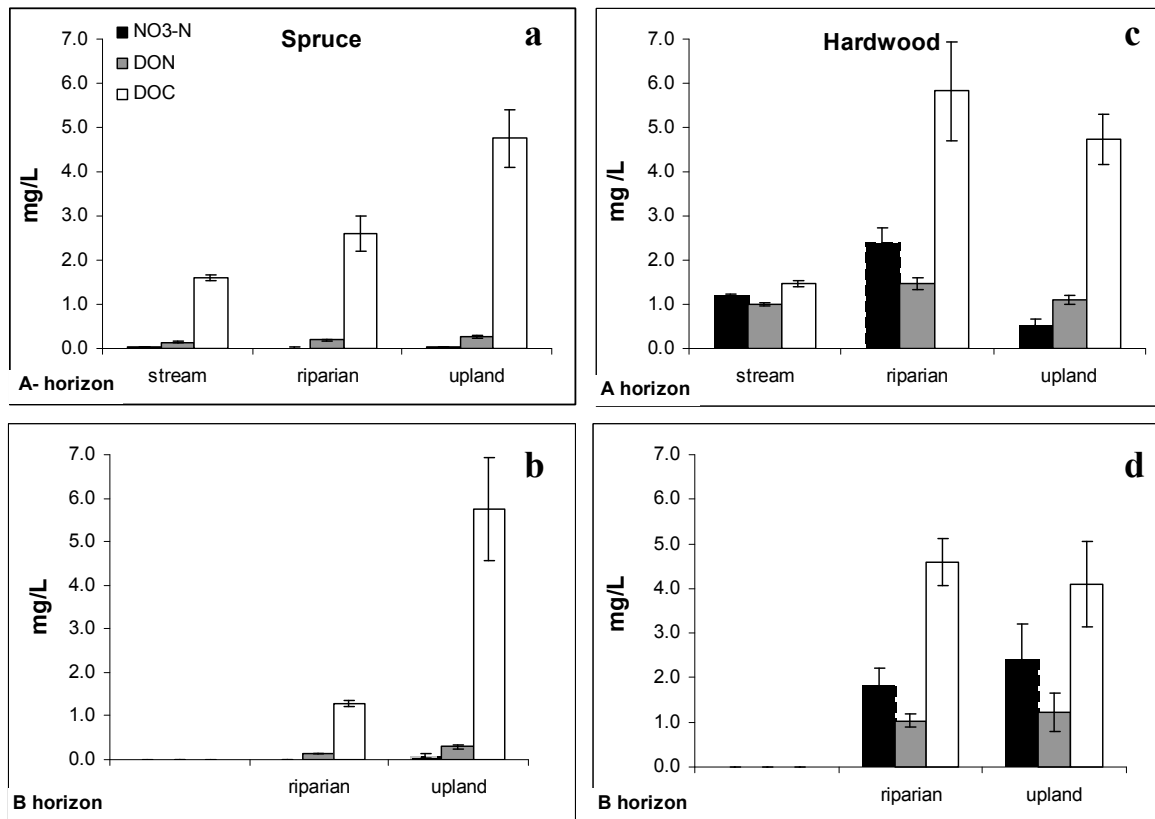 Spruce
a
NO3-N
DON
DOC
mg/L
7.0
6.0
5.0
4.0
3.0
2.0
1.0
0.0
stream riparian upland
A- horizon
Hardwood
c
mg /L
7.0
6.0
5.0
4.0
3.0
2.0
1.0
0.0
stream riparian upland
A horizon
b
mg/L
7.0
6.0
5.0
4.0
3.0
2.0
1.0
0.0
riparian upland
B horizon
d
mg/L
7.0
6.0
5.0
4.0
3.0
2.0
1.0
0.0
riparian upland
B horizon